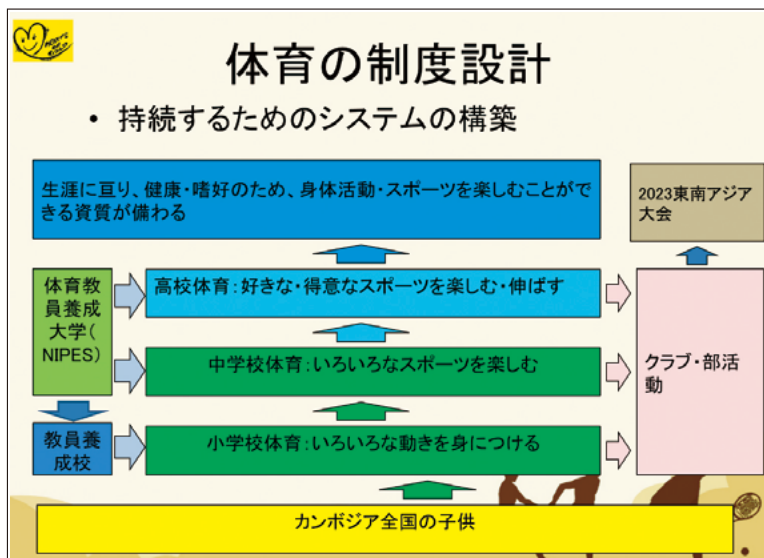 体育の制度設計
・ 持続するためのシステムの構築
生涯に亘り、健康・嗜好のため、身体活動・スポーツを楽しむことがで
きる資質が備わる
2023東南アジア
大会
体育教
員養成
大学(
NIPES)
高校体育:好きな・得意なスポーツを楽しむ・伸ばす
中学校体育:いろいろなスポーツを楽しむ
クラブ・部活
動
教員養
成校
小学校体育:いろいろな動きを身につける
カンボジア全国の子供